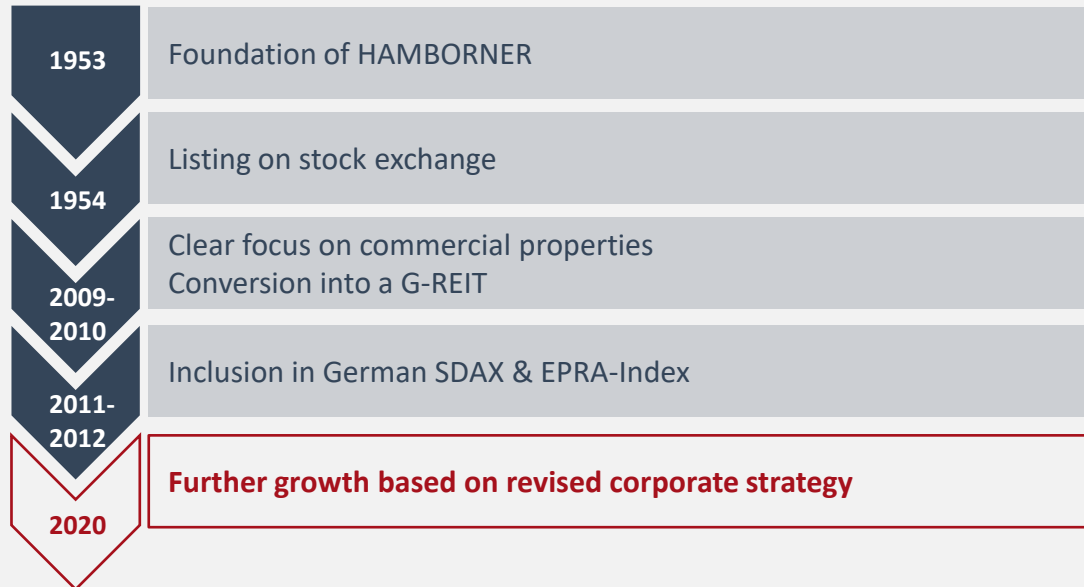 1953
Foundation of HAMBORNER
1954
Listing on stock exchange
2009-
2010
Clear focus on commercial properties
Conversion into a G-REIT
2011-
2012
Inclusion in German SDAX & EPRA-Index
2020
Further growth based on revised corporate strategy